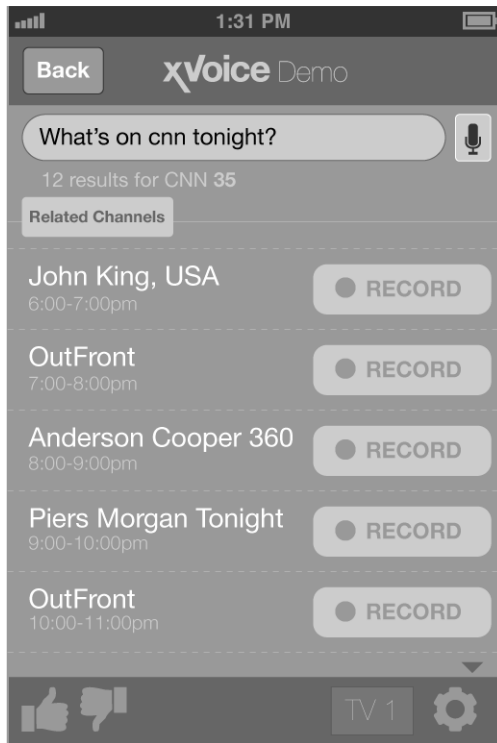 1:31 PM
Back
xVoice Demo
What's on cnn tonight?
12 results for CNN 35
Related Channels
John King, USA
RECORD
6:00-7:00pm
OutFront
RECORD
7:00-8:00pm
Anderson Cooper 360
RECORD
8:00-9:00pm
Piers Morgan Tonight
RECORD
9:00-10:00pm
OutFront
RECORD
10:00-11:00pm
TV 1